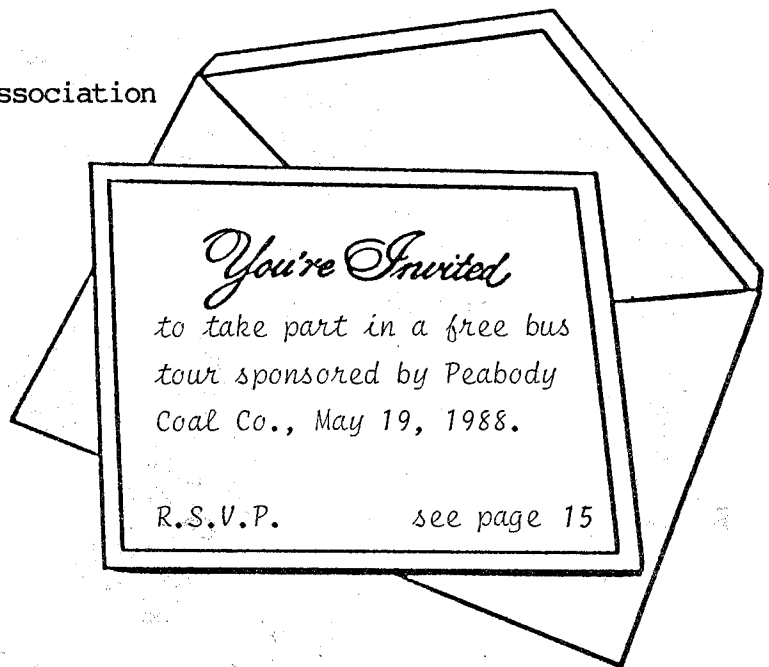 ssociation
You're Invited
to take part in a free bus
tour sponsored by Peabody
Coal Co., May 19, 1988.
R.S.V.P. see page 15